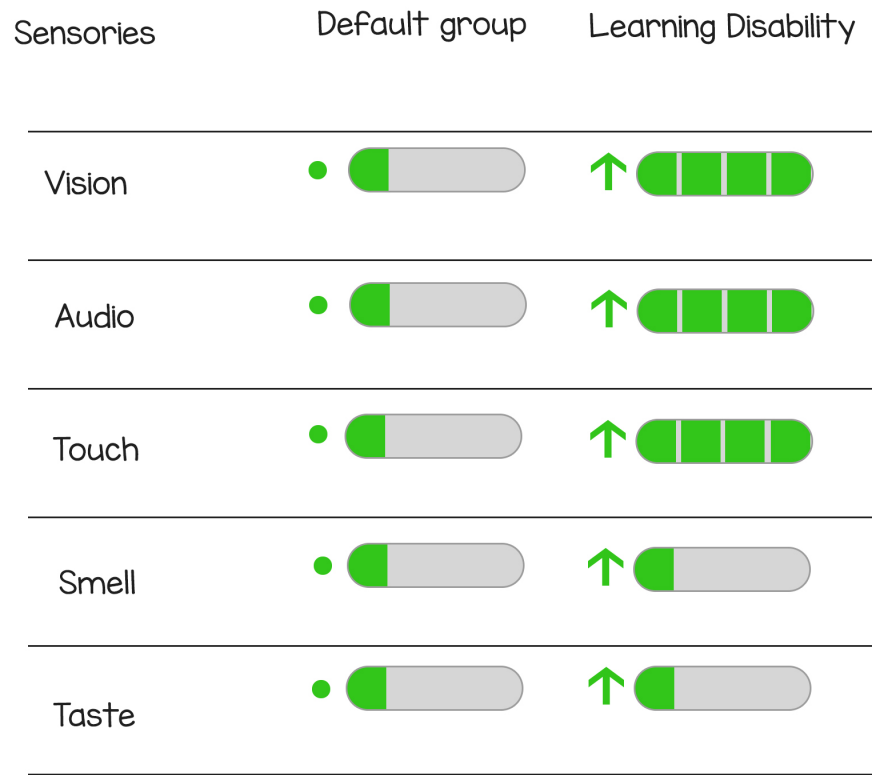 Sensories Default group Learning Disability
Vision
Audio
Touch
Smell
Taste